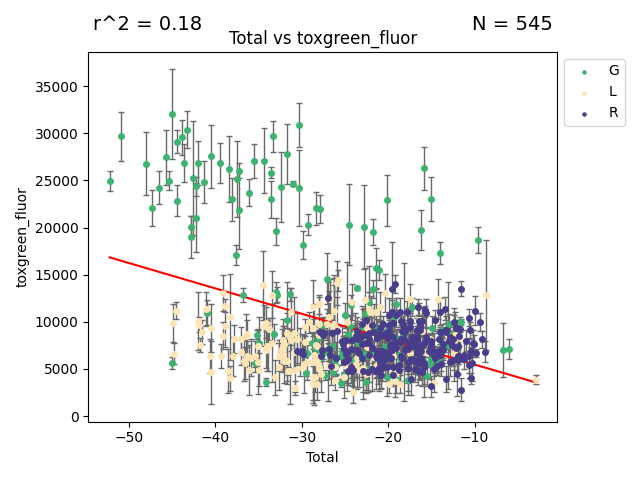 r^2 = 0.18
N = 545
Total vs toxgreen_fluor
G
L
R
35000
30000
25000
20000
15000
10000
5000
0
toxgreen_fluor
−50
−40
−30
−20
−10
Total